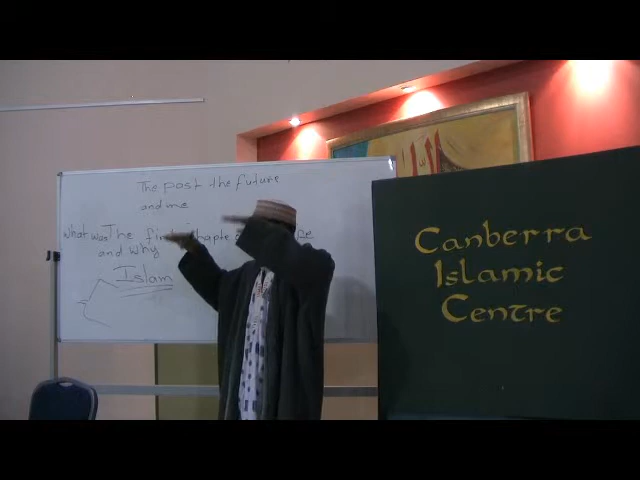 The past the future
and me
What was The first chapte
and why
Islam
Canberra
Islamic
Centre